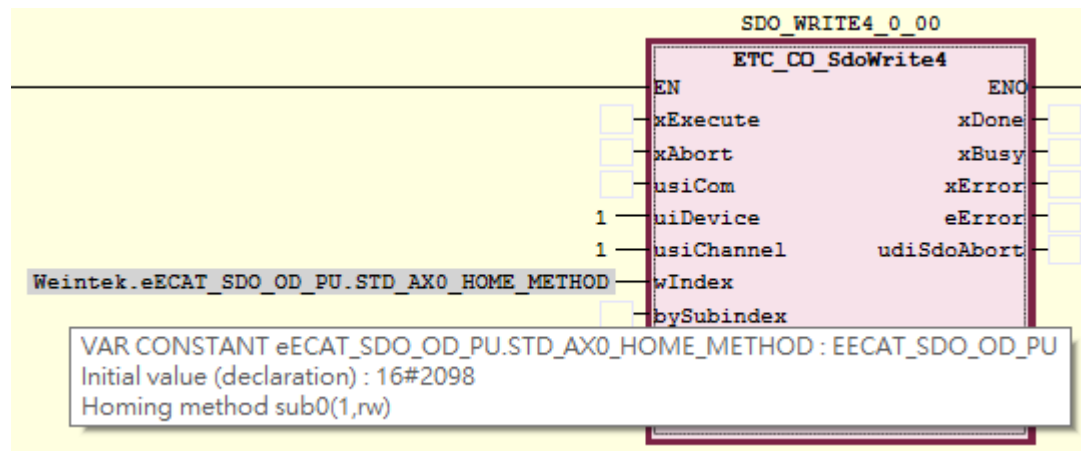 SDO_WRITE4_0_00
ETC_CO_SdoWrite4
EN ENO
xExecute xDone
xAbort xBusy
usiCom xError
1 uiDevice eError
1 usiChannel udiSdoAbort
Weintek.eECAT_SDO_OD_PU.STD_AX0_HOME_METHOD wIndex
bySubindex
VAR CONSTANT eECAT_SDO_OD_PU.STD_AX0_HOME_METHOD : EECAT_SDO_OD_PU
Initial value (declaration) : 16#2098
Homing method sub0(1,rw)